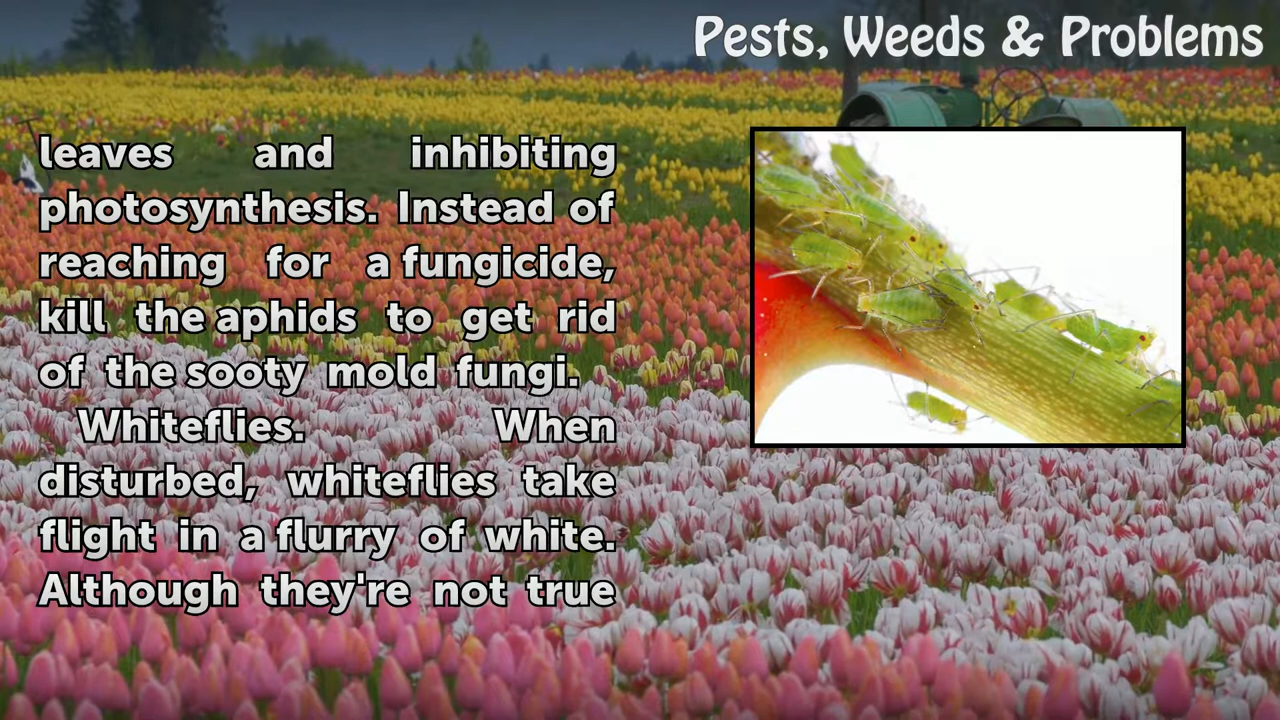 Pests, Weeds & Problems
leaves and inhibiting
photosynthesis. Instead of
reaching for a fungicide,
kill the aphids to get rid
of the sooty mold fungi.
Whiteflies. When
disturbed, whiteflies take
flight in a flurry of white.
Although they're not true